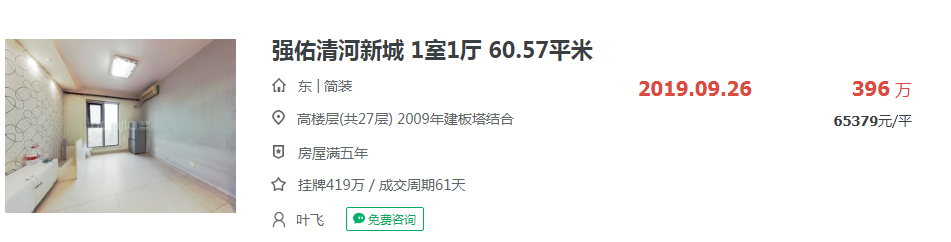 强佑清河新城 1室1厅 60.57平米
东 | 简装
2019.09.26
396 万
高楼层(共27层) 2009年建板塔结合
65379元/平
房屋满五年
挂牌419万 / 成交周期61天
叶飞
免费咨询